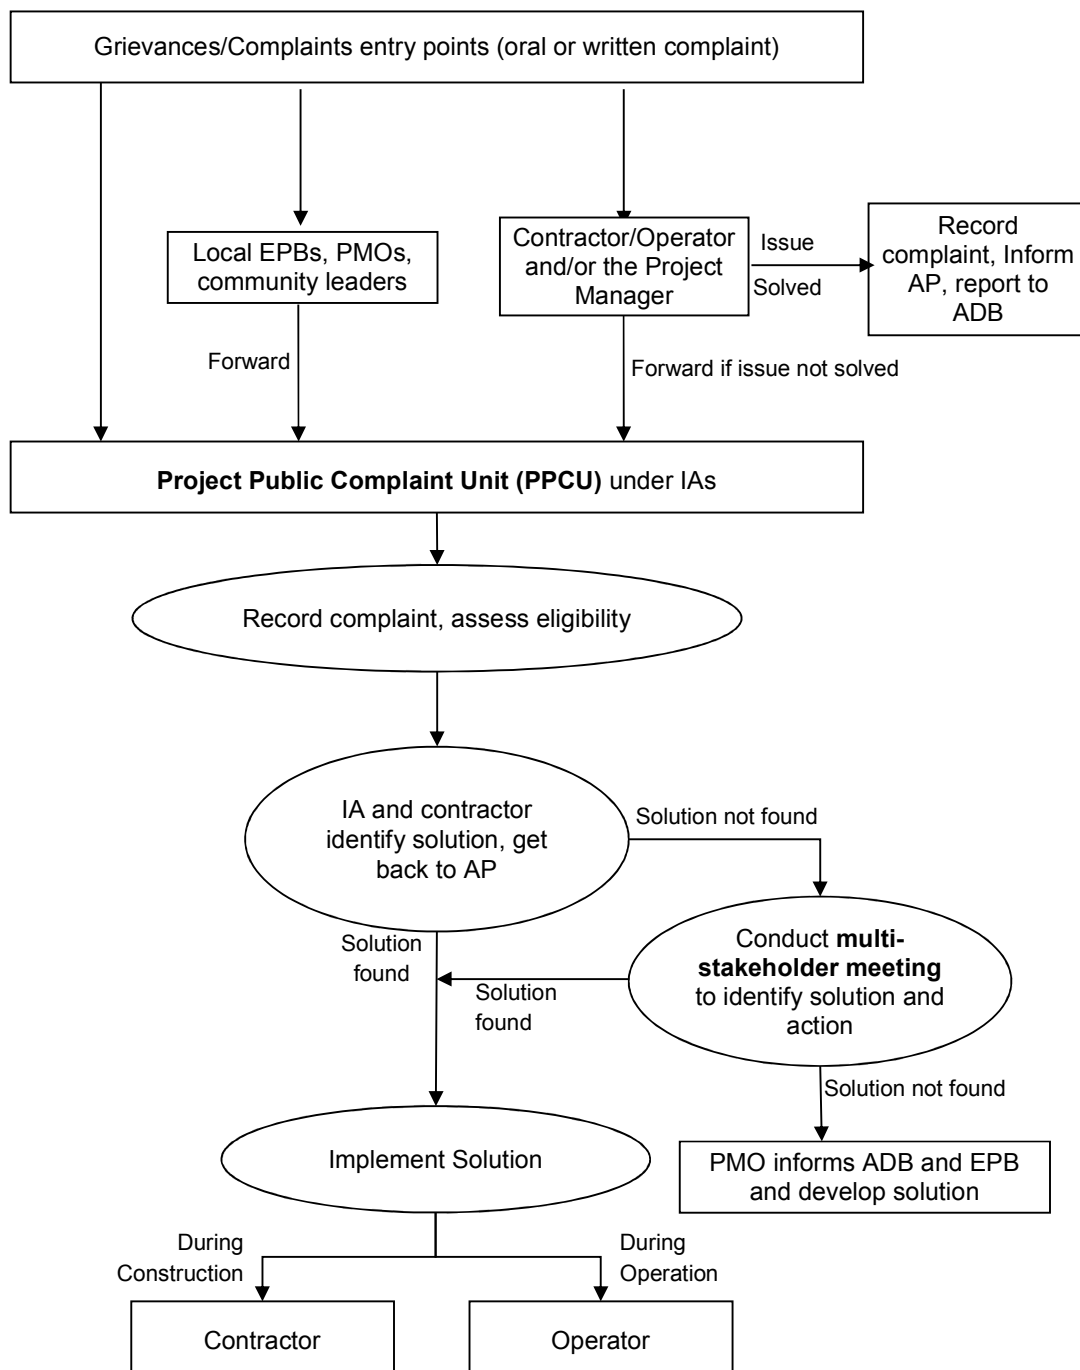 Grievances/Complaints entry points (oral or written complaint)
Local EPBs, PMOs,
community leaders
Contractor/Operator
and/or the Project
Manager
Issue
Solved
Record
complaint, Inform
AP, report to
ADB
Forward
Forward if issue not solved
Project Public Complaint Unit (PPCU) under IAs
Record complaint, assess eligibility
IA and contractor
identify solution, get
back to AP
Solution not found
Solution
found
Conduct multi-
stakeholder meeting
to identify solution and
action
Solution
found
Solution not found
Implement Solution
PMO informs ADB and EPB
and develop solution
During
Construction
During
Operation
Contractor
Operator